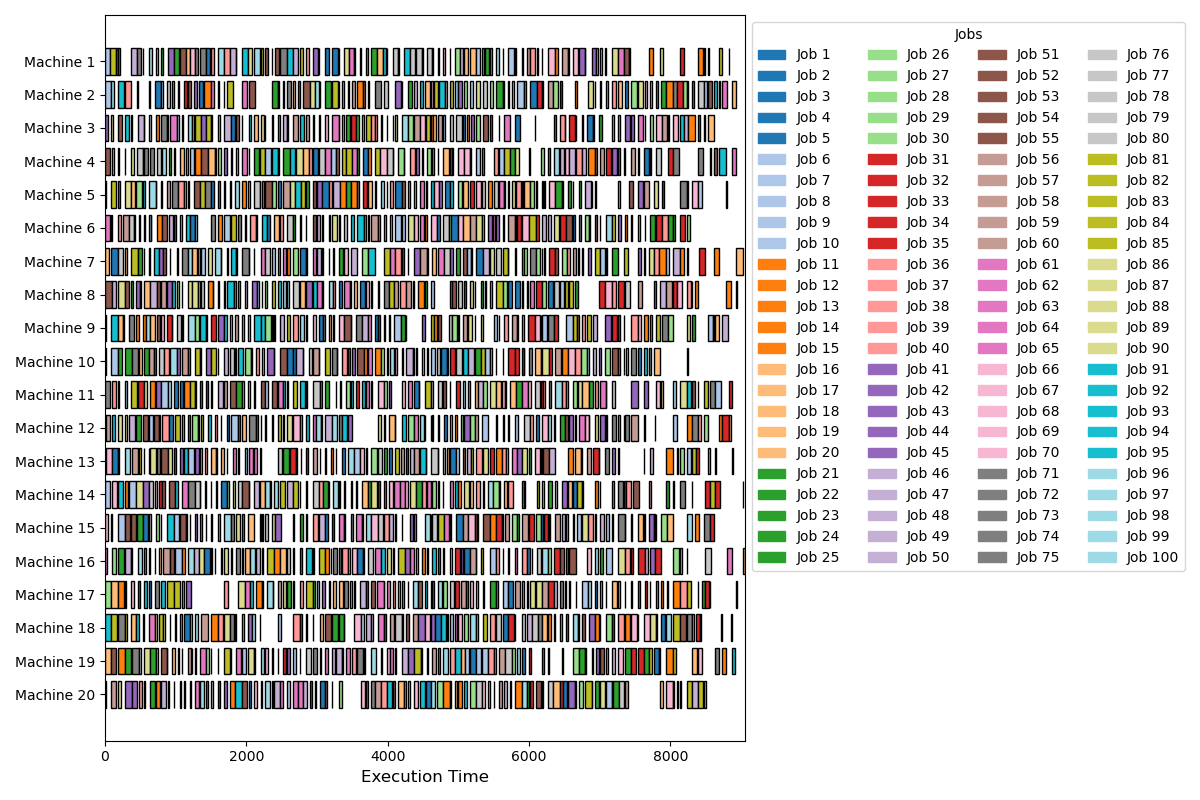 Machine 1
Machine 2
Machine 3
Machine 4
Machine 5
Machine 6
Machine 7
Machine 8
Machine 9
Machine 10
Machine 11
Machine 12
Machine 13
Machine 14
Machine 15
Machine 16
Machine 17
Machine 18
Machine 19
Machine 20
0 2000 4000 6000 8000
Execution Time
Jobs
Job 1 Job 26 Job 51 Job 76
Job 2 Job 27 Job 52 Job 77
Job 3 Job 28 Job 53 Job 78
Job 4 Job 29 Job 54 Job 79
Job 5 Job 30 Job 55 Job 80
Job 6 Job 31 Job 56 Job 81
Job 7 Job 32 Job 57 Job 82
Job 8 Job 33 Job 58 Job 83
Job 9 Job 34 Job 59 Job 84
Job 10 Job 35 Job 60 Job 85
Job 11 Job 36 Job 61 Job 86
Job 12 Job 37 Job 62 Job 87
Job 13 Job 38 Job 63 Job 88
Job 14 Job 39 Job 64 Job 89
Job 15 Job 40 Job 65 Job 90
Job 16 Job 41 Job 66 Job 91
Job 17 Job 42 Job 67 Job 92
Job 18 Job 43 Job 68 Job 93
Job 19 Job 44 Job 69 Job 94
Job 20 Job 45 Job 70 Job 95
Job 21 Job 46 Job 71 Job 96
Job 22 Job 47 Job 72 Job 97
Job 23 Job 48 Job 73 Job 98
Job 24 Job 49 Job 74 Job 99
Job 25 Job 50 Job 75 Job 100